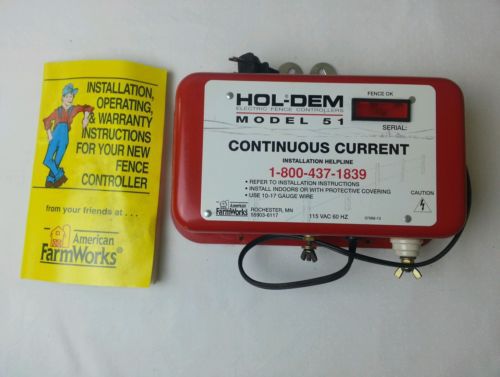 INSTALLATION,
OPERATING,
WARRANTY
INSTRUCTIONS
FOR YOUR NEW
FENCE
CONTROLLER
from your friends at . . .
American
FarmWorks®
HOL-DEM
ELECTRIC FENCE CONTROLLERS
MODEL 51
FENCE OK
SERIAL:
CONTINUOUS CURRENT
INSTALLATION HELPLINE
1-800-437-1839
• REFER TO INSTALLATION INSTRUCTIONS
• INSTALL INDOORS OR WITH PROTECTIVE COVERING
• USE 10-17 GAUGE WIRE
CAUTION
American
FarmWorks®
ROCHESTER, MN
55903-6117
115 VAC 60 HZ